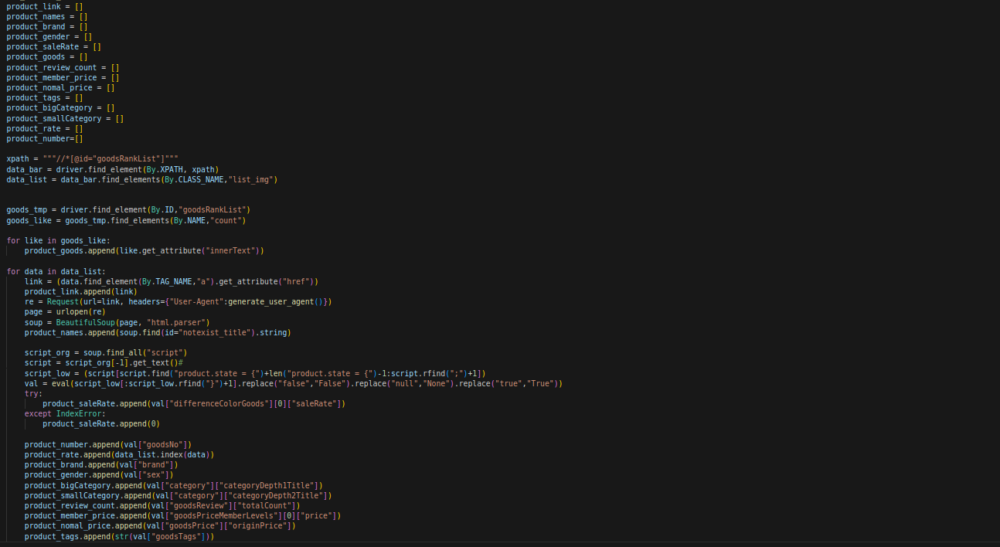 product_link = []
product_names = []
product_brand = []
product_gender = []
product_saleRate = []
product_goods = []
product_review_count = []
product_member_price = []
product_nomal_price = []
product_tags = []
product_bigCategory = []
product_smallCategory = []
product_rate = []
product_number=[]
xpath = """//*[@id="goodsRankList"]"""
data_bar = driver.find_element(By.XPATH, xpath)
data_list = data_bar.find_elements(By.CLASS_NAME,"list_img")
goods_tmp = driver.find_element(By.ID,"goodsRankList")
goods_like = goods_tmp.find_elements(By.NAME,"count")
for like in goods_like:
    product_goods.append(like.get_attribute("innerText"))
for data in data_list:
    link = (data.find_element(By.TAG_NAME,"a").get_attribute("href"))
    product_link.append(link)
    re = Request(url=link, headers={"User-Agent":generate_user_agent()})
    page = urlopen(re)
    soup = BeautifulSoup(page, "html.parser")
    product_names.append(soup.find(id="notexist_title").string)
    script_org = soup.find_all("script")
    script = script_org[-1].get_text()#
    script_low = (script[script.find("product.state = {")+len("product.state = {")-1:script.rfind(";")+1])
    val = eval(script_low[:script_low.rfind("}")+1].replace("false","False").replace("null","None").replace("true","True"))
    try:
        product_saleRate.append(val["differenceColorGoods"][0]["saleRate"])
    except IndexError:
        product_saleRate.append(0)
    product_number.append(val["goodsNo"])
    product_rate.append(data_list.index(data))
    product_brand.append(val["brand"])
    product_gender.append(val["sex"])
    product_bigCategory.append(val["category"]["categoryDepth1Title"])
    product_smallCategory.append(val["category"]["categoryDepth2Title"])
    product_review_count.append(val["goodsReview"]["totalCount"])
    product_member_price.append(val["goodsPriceMemberLevels"][0]["price"])
    product_nomal_price.append(val["goodsPrice"]["originPrice"])
    product_tags.append(str(val["goodsTags"]))